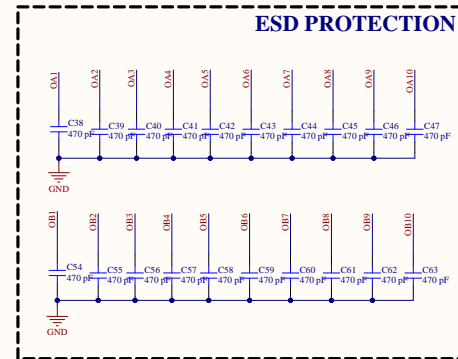 ESD PROTECTION
OA1 OA2 OA3 OA4 OA5 OA6 OA7 OA8 OA9 OA10
C38 C39 C40 C41 C42 C43 C44 C45 C46 C47
470 pF 470 pF 470 pF 470 pF 470 pF 470 pF 470 pF 470 pF 470 pF 470 pF
GND
OB1 OB2 OB3 OB4 OB5 OB6 OB7 OB8 OB9 OB10
C54 C55 C56 C57 C58 C59 C60 C61 C62 C63
470 pF 470 pF 470 pF 470 pF 470 pF 470 pF 470 pF 470 pF 470 pF 470 pF
GND